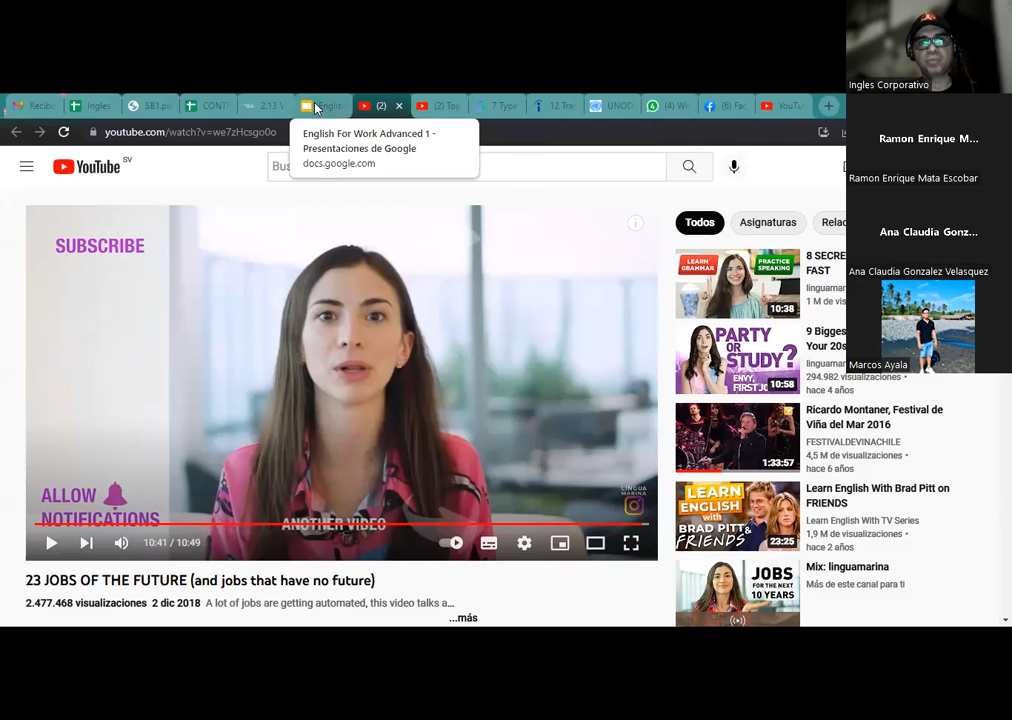 Recibi
Ingles
SB1.p
CONT
2.13 V
English
(2)
(2) Top
7 Type
12 Tra
UNOD
(4) W
(6) Fac
YouTu
youtube.com/watch?v=we7zHcsgo0o
English For Work Advanced 1 -
Presentaciones de Google
docs.google.com
YouTube SV
Bus
SUBSCRIBE
ALLOW
NOTIFICATIONS
ANOTHER VIDEO
LINGUA
MARINA
10:41 / 10:49
23 JOBS OF THE FUTURE (and jobs that have no future)
2.477.468 visualizaciones 2 dic 2018 A lot of jobs are getting automated, this video talks a…
...más
Todos
Asignaturas
Relac
LEARN
GRAMMAR
PRACTICE
SPEAKING
10:38
8 SECRE
FAST
linguamar
1 M de visu
PARTY
OR
STUDY?
ENVY,
FIRST JO
10:58
9 Bigges
Your 20s
linguamar
294.982 visualizaciones •
hace 4 años
1:33:57
Ricardo Montaner, Festival de
Viña del Mar 2016
FESTIVALDEVINACHILE
4,5 M de visualizaciones •
hace 6 años
LEARN
ENGLISH
with
BRAD PITT
FRIENDS
23:25
Learn English With Brad Pitt on
FRIENDS
Learn English With TV Series
1,9 M de visualizaciones •
hace 2 años
JOBS
FOR THE NEXT
10 YEARS
Mix: linguamarina
Más de este canal para ti
Ingles Corporativo
Ramon Enrique M...
Ramon Enrique Mata Escobar
Ana Claudia Gonz...
Ana Claudia Gonzalez Velasquez
Marcos Ayala